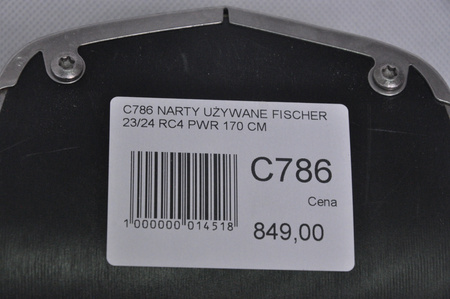 C786 NARTY UŻYWANE FISCHER
23/24 RC4 PWR 170 CM
C786
Cena
849,00
1 000000 014518